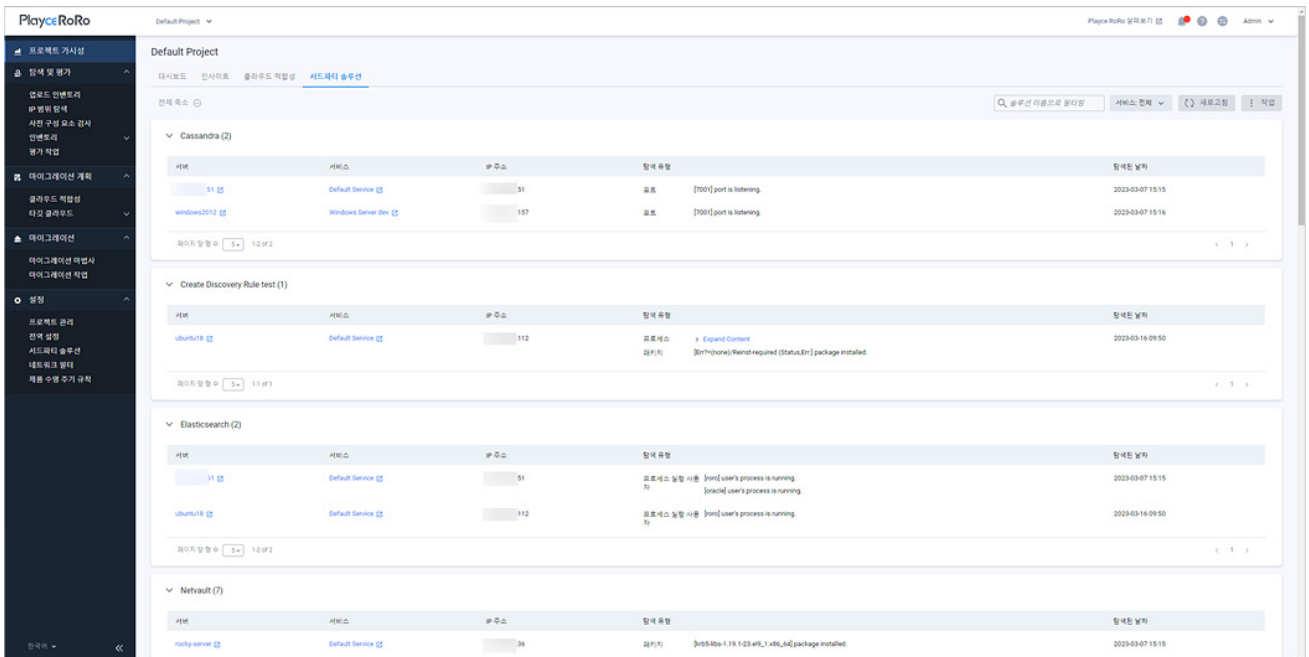 PlayceRoRo
Default Project
Playce RoRo 살펴보기
Admin
프로젝트 가시성
탐색 및 평가
업로드 인벤토리
IP 범위 탐색
사전 구성 요소 검사
인벤토리
평가 작업
마이그레이션 계획
클라우드 적합성
타깃 클라우드
마이그레이션
마이그레이션 마법사
마이그레이션 작업
설정
프로젝트 관리
전역 설정
서드파티 솔루션
네트워크 필터
제품 수명 주기 규칙
한국어
Default Project
대시보드 인사이트 클라우드 적합성 서드파티 솔루션
전체 축소 솔루션 이름으로 필터링 서비스: 전체 새로고침 작업
Cassandra (2)
서버 서비스 IP 주소 탐색 유형 탐색된 날짜
51 Default Service 51 포트 [7001] port is listening. 2023-03-07 15:15
windows2012 Windows Server dev 157 포트 [7001] port is listening. 2023-03-07 15:16
페이지 당 행 수 5 1-2 of 2 1
Create Discovery Rule test (1)
서버 서비스 IP 주소 탐색 유형 탐색된 날짜
ubuntu18 Default Service .112 프로세스 Expand Content 2023-03-16 09:50
패키지 [Err?=(none)/Reinst-required (Status,Err] package installed.
페이지 당 행 수 5 1-1 of 1 1
Elasticsearch (2)
서버 서비스 IP 주소 탐색 유형 탐색된 날짜
51 Default Service 51 프로세스 실행 사용 [roro] user's process is running. 2023-03-07 15:15
자 [oracle] user's process is running.
ubuntu18 Default Service 112 프로세스 실행 사용 [roro] user's process is running. 2023-03-16 09:50
자
페이지 당 행 수 5 1-2 of 2 1
Netvault (7)
서버 서비스 IP 주소 탐색 유형 탐색된 날짜
rocky-server Default Service .36 패키지 [krb5-libs-1.19.1-23.el9_1.x86_64] package installed. 2023-03-07 15:15